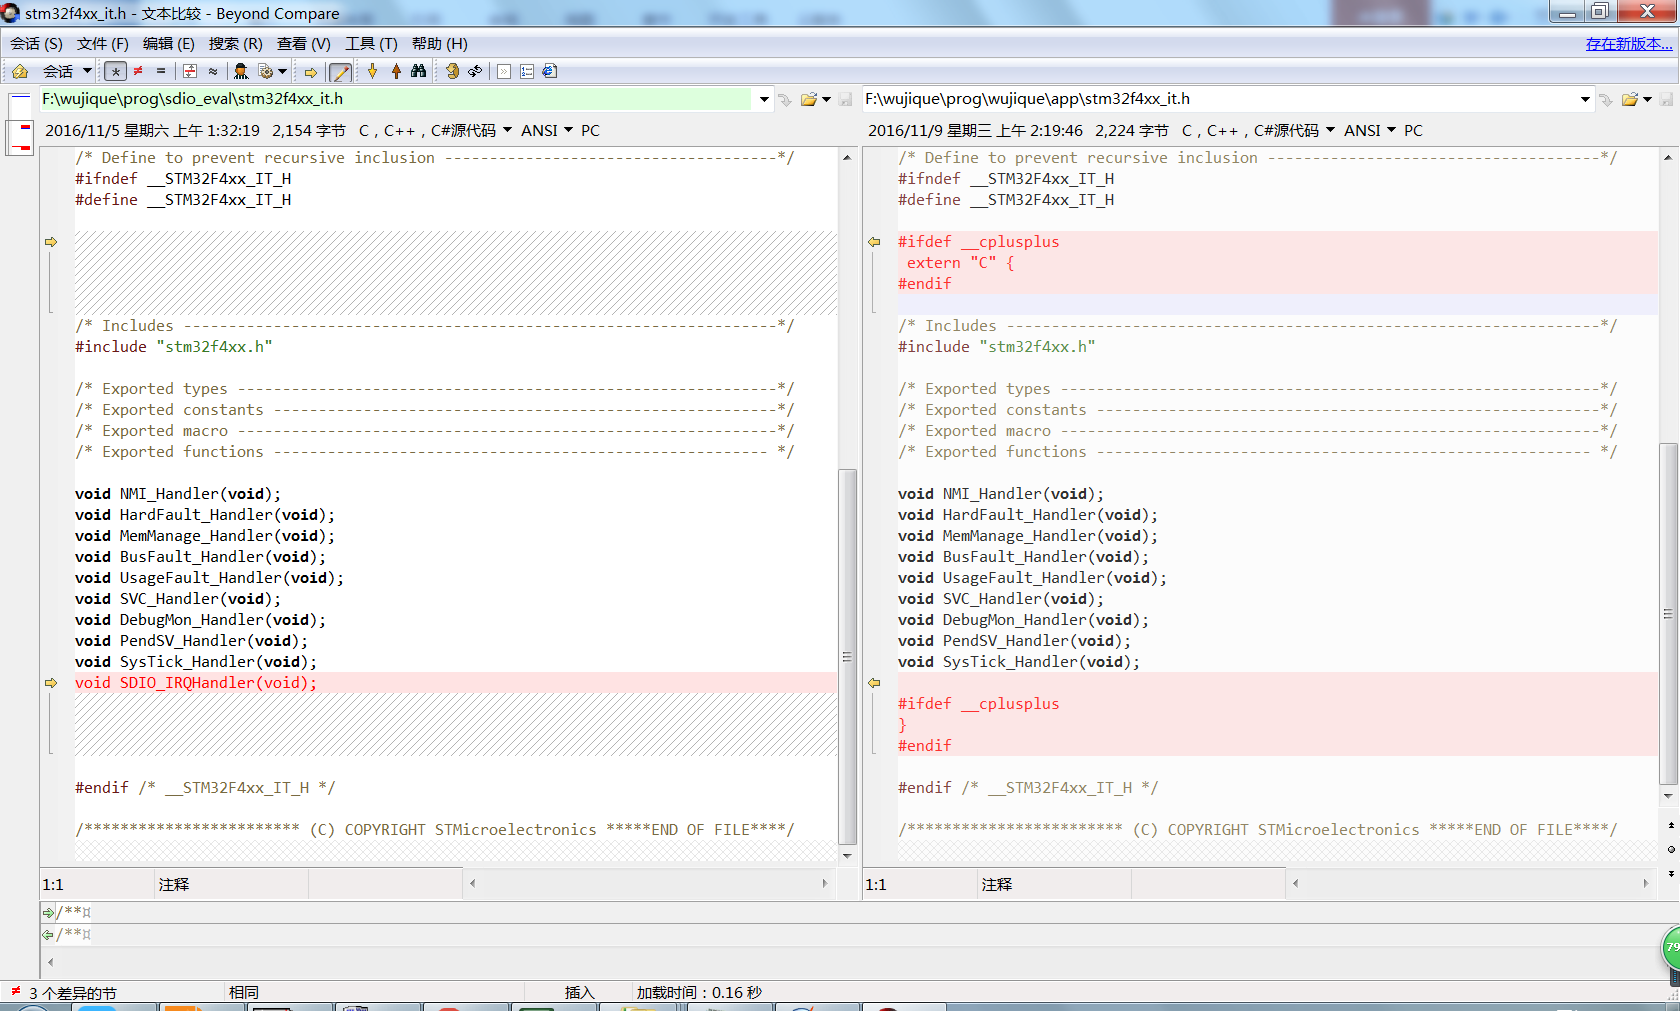 stm32f4xx_it.h - 文本比较 - Beyond Compare
会话 (S) 文件 (F) 编辑 (E) 搜索 (R) 查看 (V) 工具 (T) 帮助 (H) 存在新版本...
会话
F:\wujique\prog\sdio_eval\stm32f4xx_it.h
2016/11/5 星期六 上午 1:32:19 2,154 字节 C，C++，C#源代码 ANSI PC
/* Define to prevent recursive inclusion -------------------------------------*/
#ifndef __STM32F4xx_IT_H
#define __STM32F4xx_IT_H
/* Includes ------------------------------------------------------------------*/
#include "stm32f4xx.h"
/* Exported types ------------------------------------------------------------*/
/* Exported constants --------------------------------------------------------*/
/* Exported macro ------------------------------------------------------------*/
/* Exported functions ------------------------------------------------------- */
void NMI_Handler(void);
void HardFault_Handler(void);
void MemManage_Handler(void);
void BusFault_Handler(void);
void UsageFault_Handler(void);
void SVC_Handler(void);
void DebugMon_Handler(void);
void PendSV_Handler(void);
void SysTick_Handler(void);
void SDIO_IRQHandler(void);
#endif /* __STM32F4xx_IT_H */
/************************ (C) COPYRIGHT STMicroelectronics *****END OF FILE****/
1:1 注释
F:\wujique\prog\wujique\app\stm32f4xx_it.h
2016/11/9 星期三 上午 2:19:46 2,224 字节 C，C++，C#源代码 ANSI PC
/* Define to prevent recursive inclusion -------------------------------------*/
#ifndef __STM32F4xx_IT_H
#define __STM32F4xx_IT_H
#ifdef __cplusplus
extern "C" {
#endif
/* Includes ------------------------------------------------------------------*/
#include "stm32f4xx.h"
/* Exported types ------------------------------------------------------------*/
/* Exported constants --------------------------------------------------------*/
/* Exported macro ------------------------------------------------------------*/
/* Exported functions ------------------------------------------------------- */
void NMI_Handler(void);
void HardFault_Handler(void);
void MemManage_Handler(void);
void BusFault_Handler(void);
void UsageFault_Handler(void);
void SVC_Handler(void);
void DebugMon_Handler(void);
void PendSV_Handler(void);
void SysTick_Handler(void);
#ifdef __cplusplus
}
#endif
#endif /* __STM32F4xx_IT_H */
/************************ (C) COPYRIGHT STMicroelectronics *****END OF FILE****/
1:1 注释
/**¤
/**¤
79
≠ 3 个差异的节 相同 插入 加载时间：0.16 秒